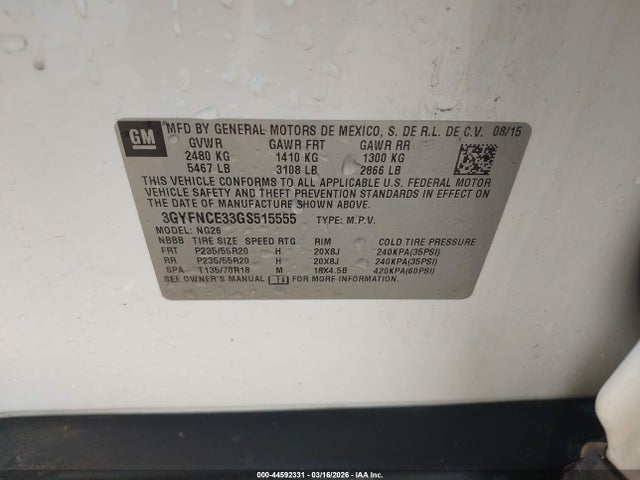 GM
MFD BY GENERAL MOTORS DE MEXICO, S. DE R.L. DE C.V. 08/15
GVWR GAWR FRT GAWR RR
2480 KG 1410 KG 1300 KG
5467 LB 3108 LB 2866 LB
THIS VEHICLE CONFORMS TO ALL APPLICABLE U.S. FEDERAL MOTOR
VEHICLE SAFETY AND THEFT PREVENTION STANDARDS IN EFFECT ON
THE DATE OF MANUFACTURE SHOWN ABOVE.
3GYFNCE33GS515555 TYPE: M.P.V.
MODEL: NG26
NBBB TIRE SIZE SPEED RTG RIM COLD TIRE PRESSURE
FRT P235/55R20 H 20X8J 240KPA(35PSI)
RR P235/55R20 H 20X8J 240KPA(35PSI)
SPA T135/70R18 M 18X4.5B 420KPA(60PSI)
SEE OWNER'S MANUAL FOR MORE INFORMATION.
000-44592331 - 03/16/2026 - IAA Inc.